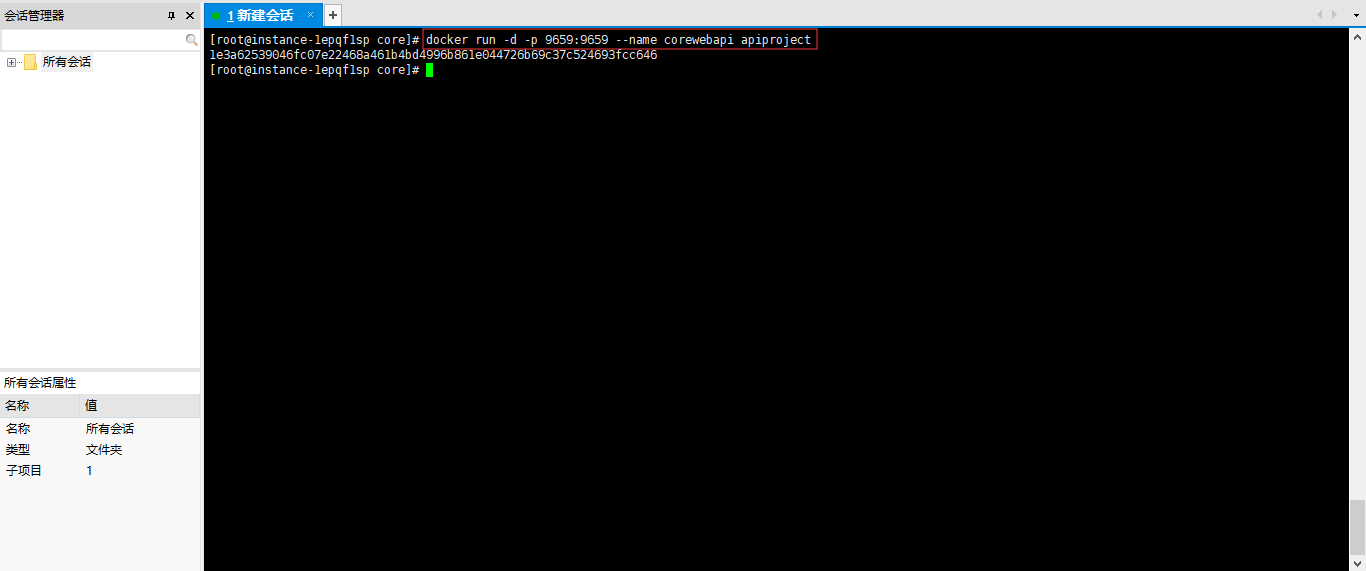 会话管理器
所有会话
所有会话属性
名称 值
名称 所有会话
类型 文件夹
子项目 1
1 新建会话
[root@instance-lepqf1sp core]# docker run -d -p 9659:9659 --name corewebapi apiproject
1e3a62539046fc07e22468a461b4bd4996b861e044726b69c37c524693fcc646
[root@instance-lepqf1sp core]#